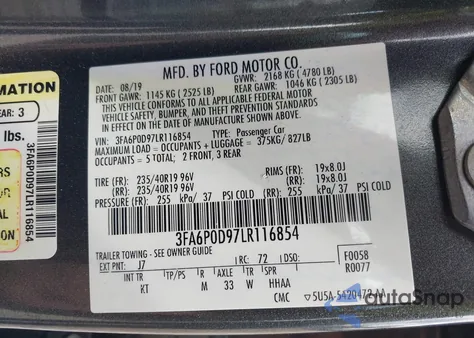 MFD. BY FORD MOTOR CO.
DATE: 08/19 GVWR: 2168 KG ( 4780 LB)
FRONT GAWR: 1145 KG ( 2525 LB) REAR GAWR: 1046 KG ( 2305 LB)
THIS VEHICLE CONFORMS TO ALL APPLICABLE FEDERAL MOTOR
VEHICLE SAFETY, BUMPER, AND THEFT PREVENTION STANDARDS
IN EFFECT ON THE DATE OF MANUFACTURE SHOWN ABOVE.
VIN: 3FA6P0D97LR116854 TYPE: Passenger Car
MAXIMUM LOAD = OCCUPANTS + LUGGAGE = 375KG/ 827LB
OCCUPANTS = 5 TOTAL; 2 FRONT, 3 REAR
TIRE (FR): 235/40R19 96V RIMS (FR): 19x8.0J
TIRE (RR): 235/40R19 96V (RR): 19x8.0J
PRESSURE (FR): 255 kPa/ 37 PSI COLD (RR): 255 kPa/ 37 PSI COLD
3FA6P0D97LR116854
TRAILER TOWING - SEE OWNER GUIDE
EXT PNT: J7 RC: 72 DSO: F0058
R0077
INT TR TP/PS R AXLE TR SPR
KT M 33 W HHAA
CMC
MATION
EAR: 3
lbs.
ERS
UR
S
3FA6P0D97LR116854
AutoSnap